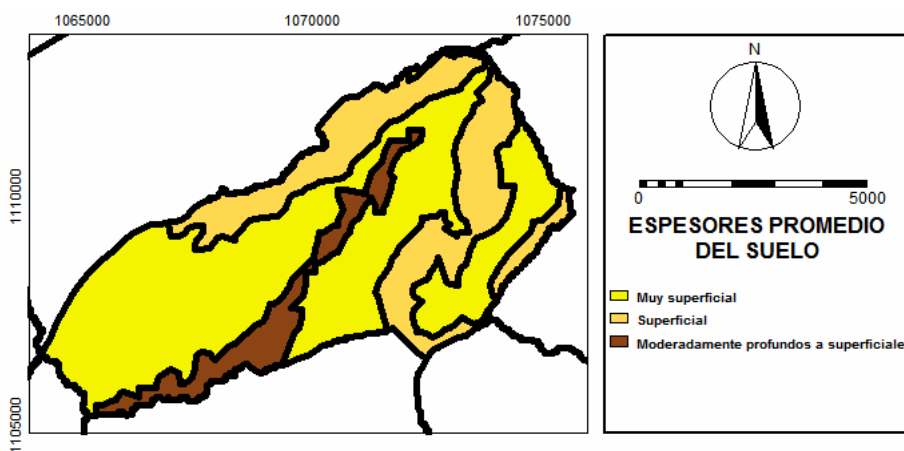 1065000 1070000 1075000
1110000
1105000
N
0 5000
ESPESORES PROMEDIO
DEL SUELO
Muy superficial
Superficial
Moderadamente profundos a superficiale